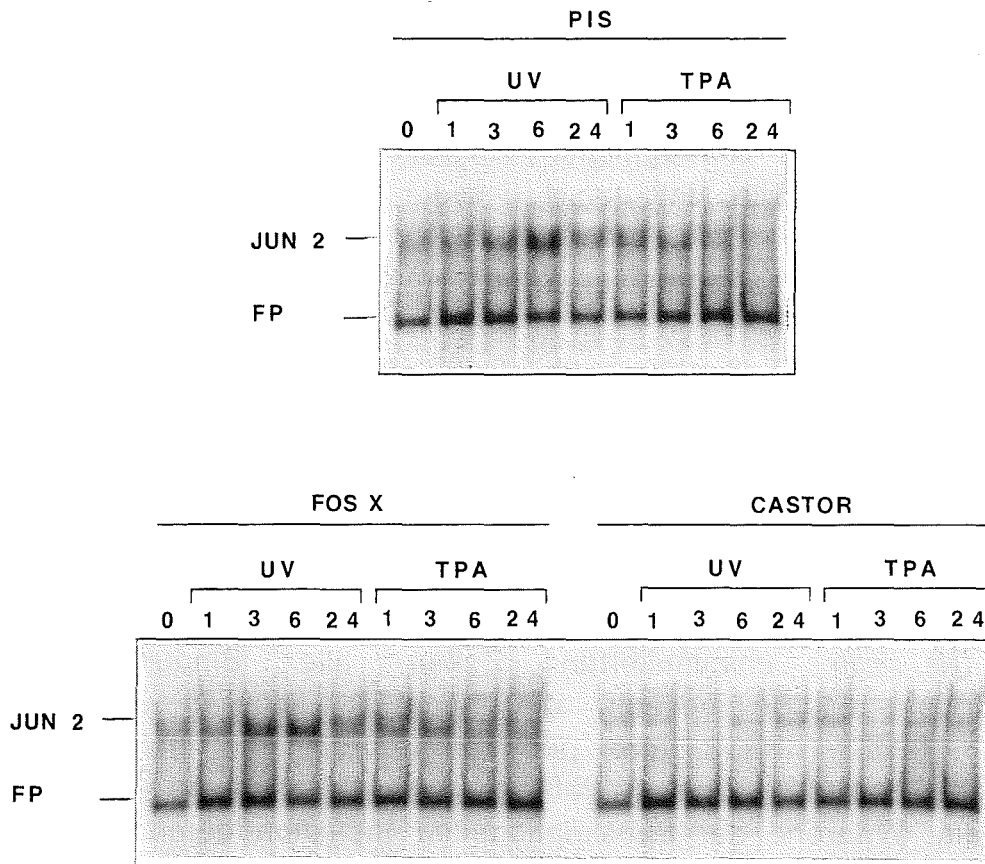 PIS
UV TPA
0 1 3 6 24 1 3 6 24
JUN 2
FP
FOS X CASTOR
UV TPA UV TPA
0 1 3 6 24 1 3 6 24 0 1 3 6 24 1 3 6 24
JUN 2
FP